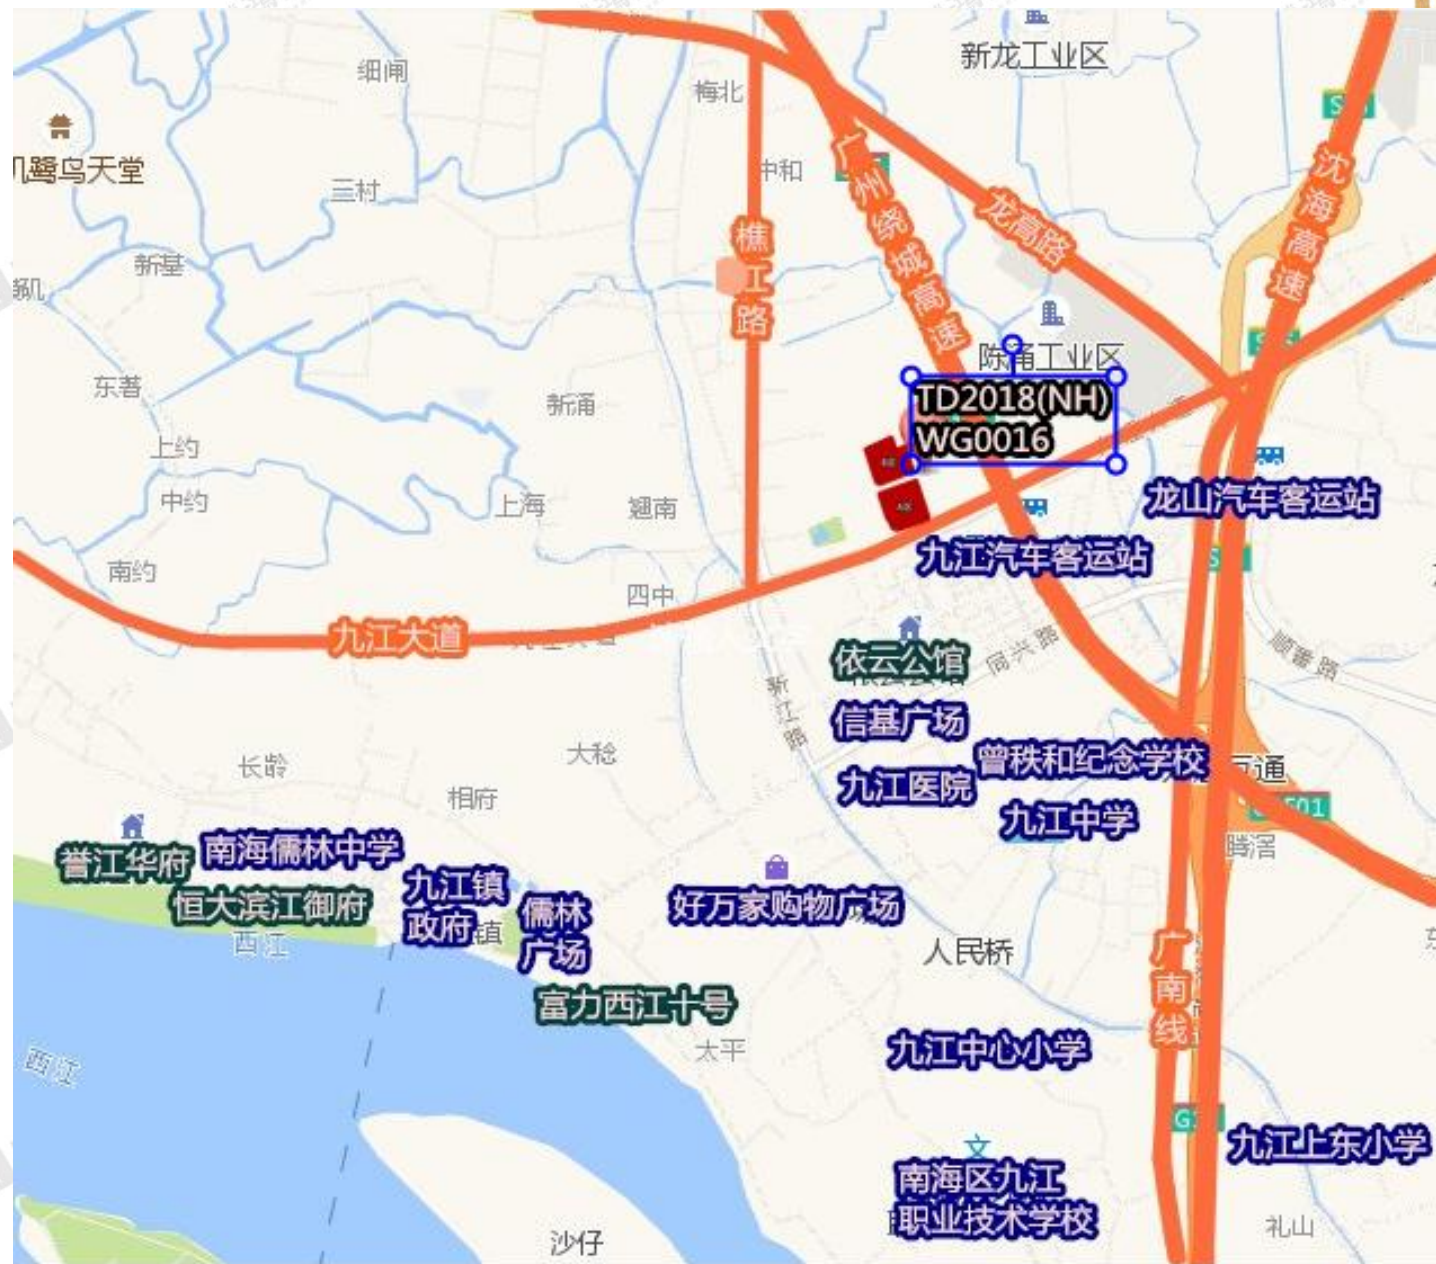 新龙工业区
细闸
梅北
鹭鸟天堂
三村
中和
广州绕城高速
沈海高速
龙高路
樵江路
新基
矶
陈涌工业区
东著
新涌
TD2018(NH)
WG0016
上约
中约
上海
翘南
龙山汽车客运站
九江汽车客运站
南约
四中
九江大道
依云公馆
同兴路
顺番路
新江路
信基广场
曾秩和纪念学校
互通
长龄
大稔
相府
九江医院
九江中学
腾滘
誉江华府
南海儒林中学
恒大滨江御府
九江镇
政府
镇
儒林
广场
好万家购物广场
西江
人民桥
广南线
富力西江十号
西江
太平
九江中心小学
九江上东小学
南海区九江
职业技术学校
沙仔
礼山